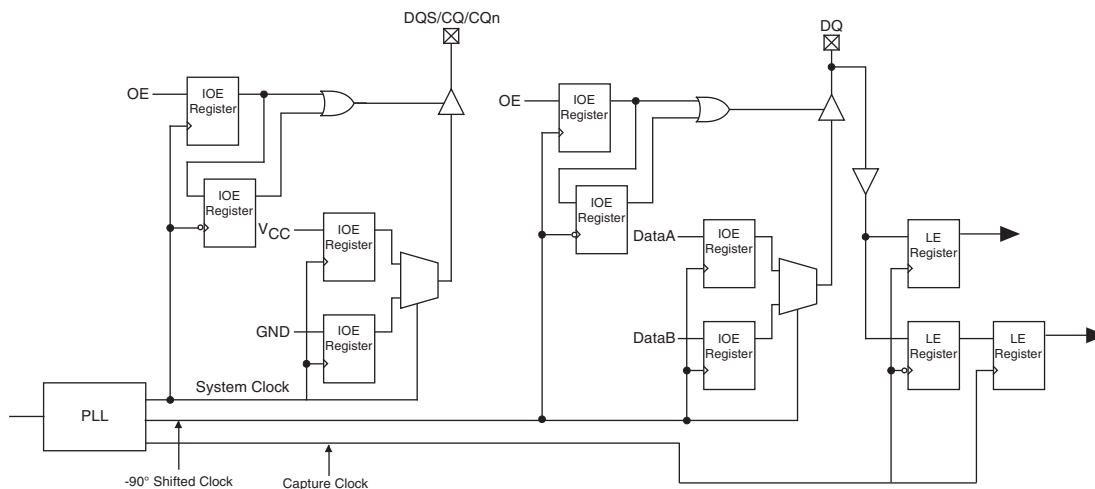 DQS/CQ/CQn
DQ
OE
IOE
Register
OE
IOE
Register
IOE
Register
IOE
Register
VCC
IOE
Register
DataA
IOE
Register
LE
Register
GND
IOE
Register
DataB
IOE
Register
LE
Register
LE
Register
System Clock
PLL
-90° Shifted Clock
Capture Clock